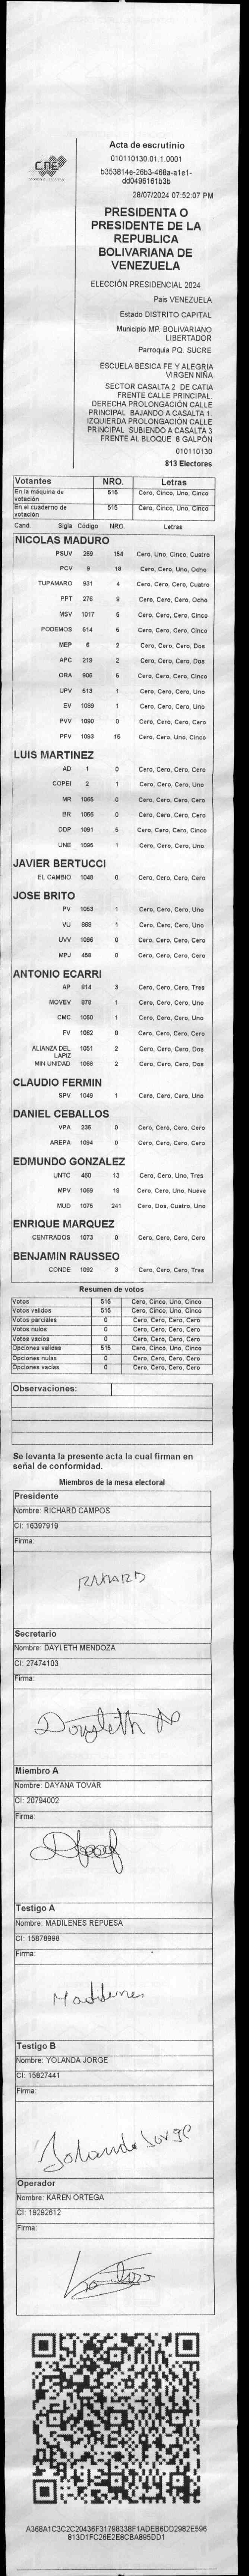 CNE
Acta de escrutinio
010110130.01.1.0001
b353814e-26b3-468a-a1e1-
dd0496161b3b
28/07/2024 07:52:07 PM
PRESIDENTA O
PRESIDENTE DE LA
REPUBLICA
BOLIVARIANA DE
VENEZUELA
ELECCIÓN PRESIDENCIAL 2024
Pais VENEZUELA
Estado DISTRITO CAPITAL
Municipio MP. BOLIVARIANO
LIBERTADOR
Parroquia PQ. SUCRE
ESCUELA BÉSICA FE Y ALEGRIA
VIRGEN NIÑA
SECTOR CASALTA 2 DE CATIA
FRENTE CALLE PRINCIPAL.
DERECHA PROLONGACIÓN CALLE
PRINCIPAL BAJANDO A CASALTA 1.
IZQUIERDA PROLONGACIÓN CALLE
PRINCIPAL SUBIENDO A CASALTA 3
FRENTE AL BLOQUE 8 GALPÓN
010110130
813 Electores
Votantes NRO. Letras
En la máquina de votación 515 Cero, Cinco, Uno, Cinco
En el cuaderno de votación 515 Cero, Cinco, Uno, Cinco
Cand. Sigla Código NRO. Letras
NICOLAS MADURO
PSUV 269 154 Cero, Uno, Cinco, Cuatro
PCV 9 18 Cero, Cero, Uno, Ocho
TUPAMARO 931 4 Cero, Cero, Cero, Cuatro
PPT 276 8 Cero, Cero, Cero, Ocho
MSV 1017 5 Cero, Cero, Cero, Cinco
PODEMOS 514 5 Cero, Cero, Cero, Cinco
MEP 6 2 Cero, Cero, Cero, Dos
APC 219 2 Cero, Cero, Cero, Dos
ORA 906 5 Cero, Cero, Cero, Cinco
UPV 513 1 Cero, Cero, Cero, Uno
EV 1089 1 Cero, Cero, Cero, Uno
PVV 1090 0 Cero, Cero, Cero, Cero
PFV 1093 15 Cero, Cero, Uno, Cinco
LUIS MARTINEZ
AD 1 0 Cero, Cero, Cero, Cero
COPEI 2 1 Cero, Cero, Cero, Uno
MR 1065 0 Cero, Cero, Cero, Cero
BR 1066 0 Cero, Cero, Cero, Cero
DDP 1091 5 Cero, Cero, Cero, Cinco
UNE 1095 1 Cero, Cero, Cero, Uno
JAVIER BERTUCCI
EL CAMBIO 1048 0 Cero, Cero, Cero, Cero
JOSE BRITO
PV 1053 1 Cero, Cero, Cero, Uno
VU 868 1 Cero, Cero, Cero, Uno
UVV 1096 0 Cero, Cero, Cero, Cero
MPJ 458 0 Cero, Cero, Cero, Cero
ANTONIO ECARRI
AP 814 3 Cero, Cero, Cero, Tres
MOVEV 878 1 Cero, Cero, Cero, Uno
CMC 1050 1 Cero, Cero, Cero, Uno
FV 1062 0 Cero, Cero, Cero, Cero
ALIANZA DEL LAPIZ 1051 2 Cero, Cero, Cero, Dos
MIN UNIDAD 1068 2 Cero, Cero, Cero, Dos
CLAUDIO FERMIN
SPV 1049 1 Cero, Cero, Cero, Uno
DANIEL CEBALLOS
VPA 236 0 Cero, Cero, Cero, Cero
AREPA 1094 0 Cero, Cero, Cero, Cero
EDMUNDO GONZALEZ
UNTC 460 13 Cero, Cero, Uno, Tres
MPV 1069 19 Cero, Cero, Uno, Nueve
MUD 1075 241 Cero, Dos, Cuatro, Uno
ENRIQUE MARQUEZ
CENTRADOS 1073 0 Cero, Cero, Cero, Cero
BENJAMIN RAUSSEO
CONDE 1092 3 Cero, Cero, Cero, Tres
Resumen de votos
Votos 515 Cero, Cinco, Uno, Cinco
Votos validos 515 Cero, Cinco, Uno, Cinco
Votos parciales 0 Cero, Cero, Cero, Cero
Votos nulos 0 Cero, Cero, Cero, Cero
Votos vacios 0 Cero, Cero, Cero, Cero
Opciones validas 515 Cero, Cinco, Uno, Cinco
Opciones nulas 0 Cero, Cero, Cero, Cero
Opciones vacias 0 Cero, Cero, Cero, Cero
Observaciones:
Se levanta la presente acta la cual firman en
señal de conformidad.
Miembros de la mesa electoral
Presidente
Nombre: RICHARD CAMPOS
CI: 16397919
Firma:
Secretario
Nombre: DAYLETH MENDOZA
CI: 27474103
Firma:
Dayleth
Miembro A
Nombre: DAYANA TOVAR
CI: 20794002
Firma:
Testigo A
Nombre: MADILENES REPUESA
CI: 15878998
Firma:
Madilenes
Testigo B
Nombre: YOLANDA JORGE
CI: 15827441
Firma:
Yolanda Jorge
Operador
Nombre: KAREN ORTEGA
CI: 19292612
Firma:
A368A1C3C2C20436F31798338F1ADEB6DD2982E596
813D1FC26E2E8CBA895DD1